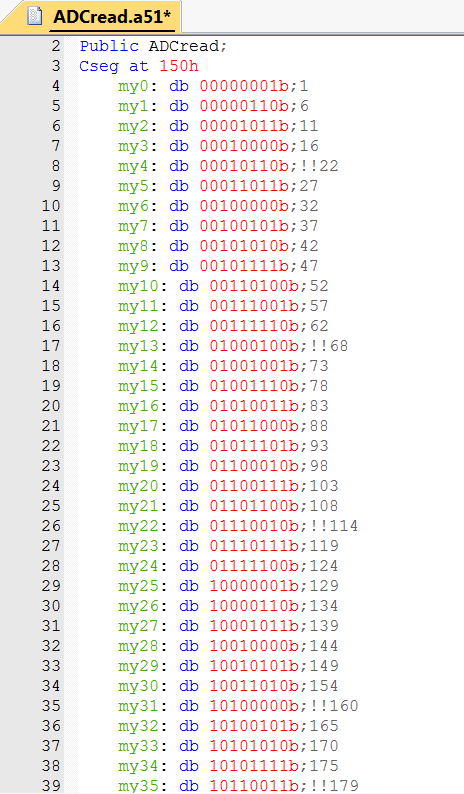 ADCread.a51*
2 Public ADCread;
3 Cseg at 150h
4 my0: db 00000001b;1
5 my1: db 00000110b;6
6 my2: db 00001011b;11
7 my3: db 00010000b;16
8 my4: db 00010110b;!!22
9 my5: db 00011011b;27
10 my6: db 00100000b;32
11 my7: db 00100101b;37
12 my8: db 00101010b;42
13 my9: db 00101111b;47
14 my10: db 00110100b;52
15 my11: db 00111001b;57
16 my12: db 00111110b;62
17 my13: db 01000100b;!!68
18 my14: db 01001001b;73
19 my15: db 01001110b;78
20 my16: db 01010011b;83
21 my17: db 01011000b;88
22 my18: db 01011101b;93
23 my19: db 01100010b;98
24 my20: db 01100111b;103
25 my21: db 01101100b;108
26 my22: db 01110010b;!!114
27 my23: db 01110111b;119
28 my24: db 01111100b;124
29 my25: db 10000001b;129
30 my26: db 10000110b;134
31 my27: db 10001011b;139
32 my28: db 10010000b;144
33 my29: db 10010101b;149
34 my30: db 10011010b;154
35 my31: db 10100000b;!!160
36 my32: db 10100101b;165
37 my33: db 10101010b;170
38 my34: db 10101111b;175
39 my35: db 10110011b;!!179